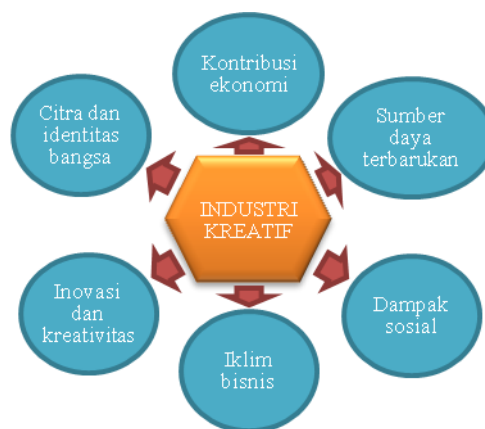 Kontribusi
ekonomi
Citra dan
identitas
bangsa
Sumber
daya
terbarukan
INDUSTRI
KREATIF
Inovasi
dan
kreativitas
Dampak
sosial
Iklim
bisnis